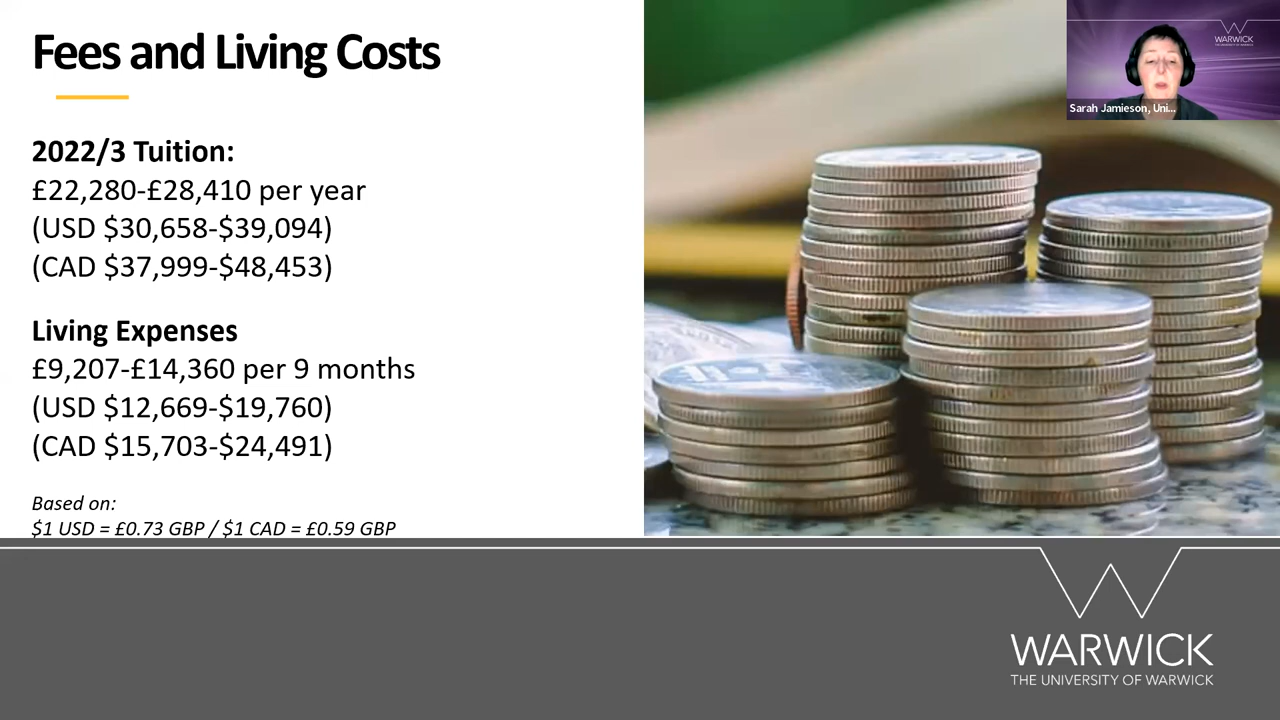 Fees and Living Costs
2022/3 Tuition:
£22,280-£28,410 per year
(USD $30,658-$39,094)
(CAD $37,999-$48,453)
Living Expenses
£9,207-£14,360 per 9 months
(USD $12,669-$19,760)
(CAD $15,703-$24,491)
Based on:
$1 USD = £0.73 GBP / $1 CAD = £0.59 GBP
WARWICK
Sarah Jamieson, Uni...
WARWICK
THE UNIVERSITY OF WARWICK